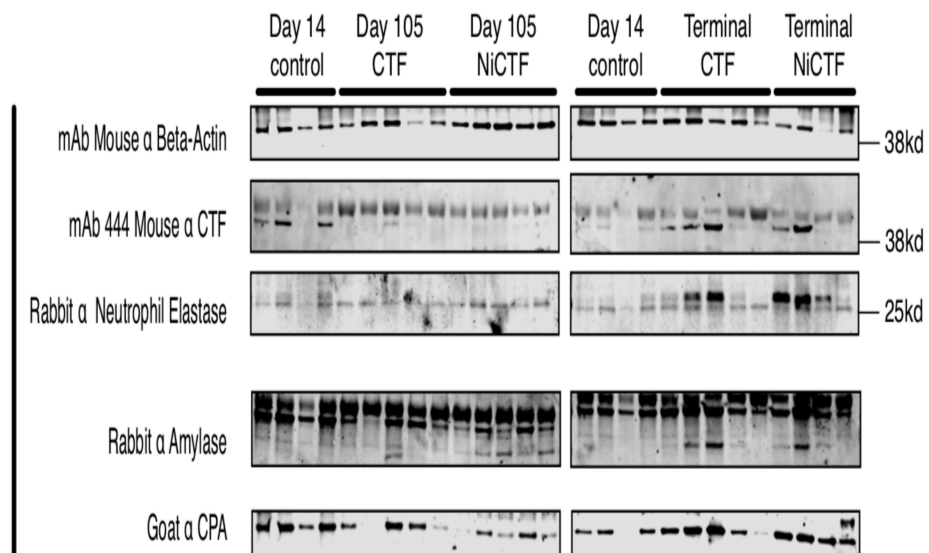 Day 14 Day 105 Day 105 Day 14 Terminal Terminal
control CTF NiCTF control CTF NiCTF
mAb Mouse α Beta-Actin
38kd
mAb 444 Mouse α CTF
38kd
Rabbit α Neutrophil Elastase
25kd
Rabbit α Amylase
Goat α CPA